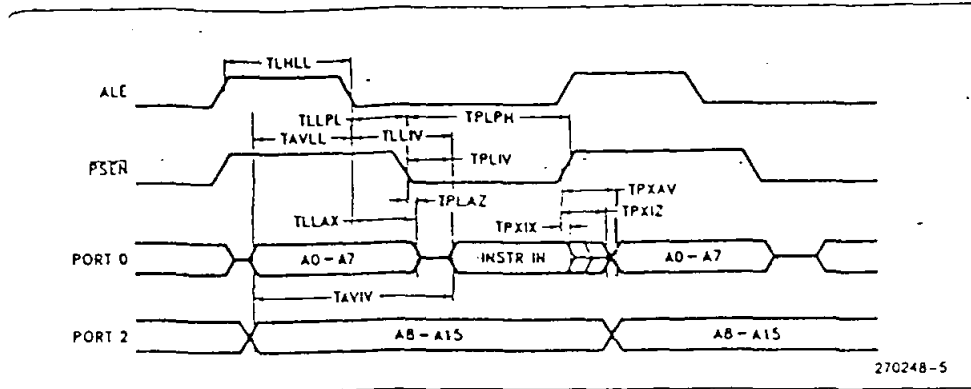 TLHLL
ALE
TLLPL
TPLPH
TAVLL
TLLIV
PSEN
TPLIV
TPLAZ
TPXAV
TPXIZ
TLLAX
TPXIX
PORT 0
A0-A7
INSTR IN
A0-A7
TAVIV
PORT 2
A8-A15
A8-A15
270248-5